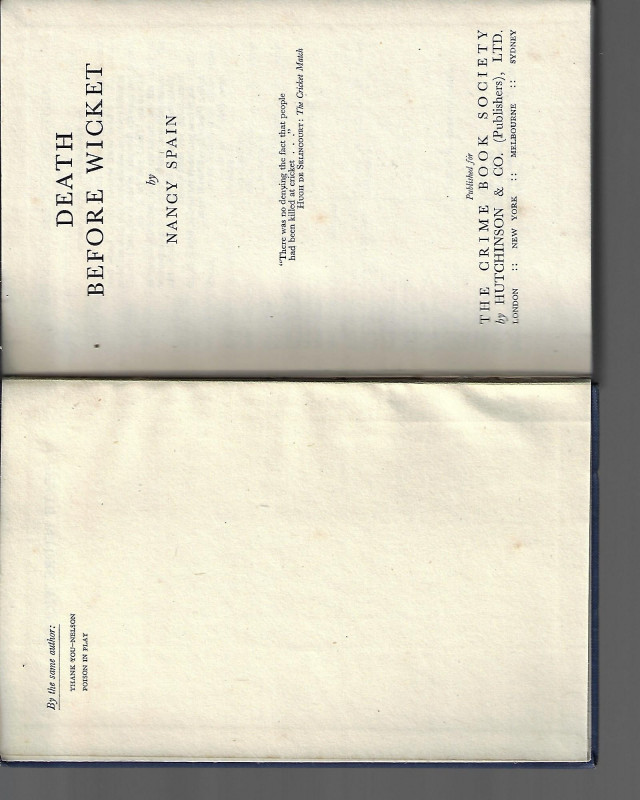 By the same author:
THANK YOU—NELSON
POISON IN PLAY
DEATH
BEFORE WICKET
by
NANCY SPAIN
“There was no denying the fact that people
had been killed at cricket . . .”
HUGH DE SELINCOURT: The Cricket Match
Published for
THE CRIME BOOK SOCIETY
by HUTCHINSON & CO. (Publishers), LTD.
LONDON :: NEW YORK :: MELBOURNE :: SYDNEY